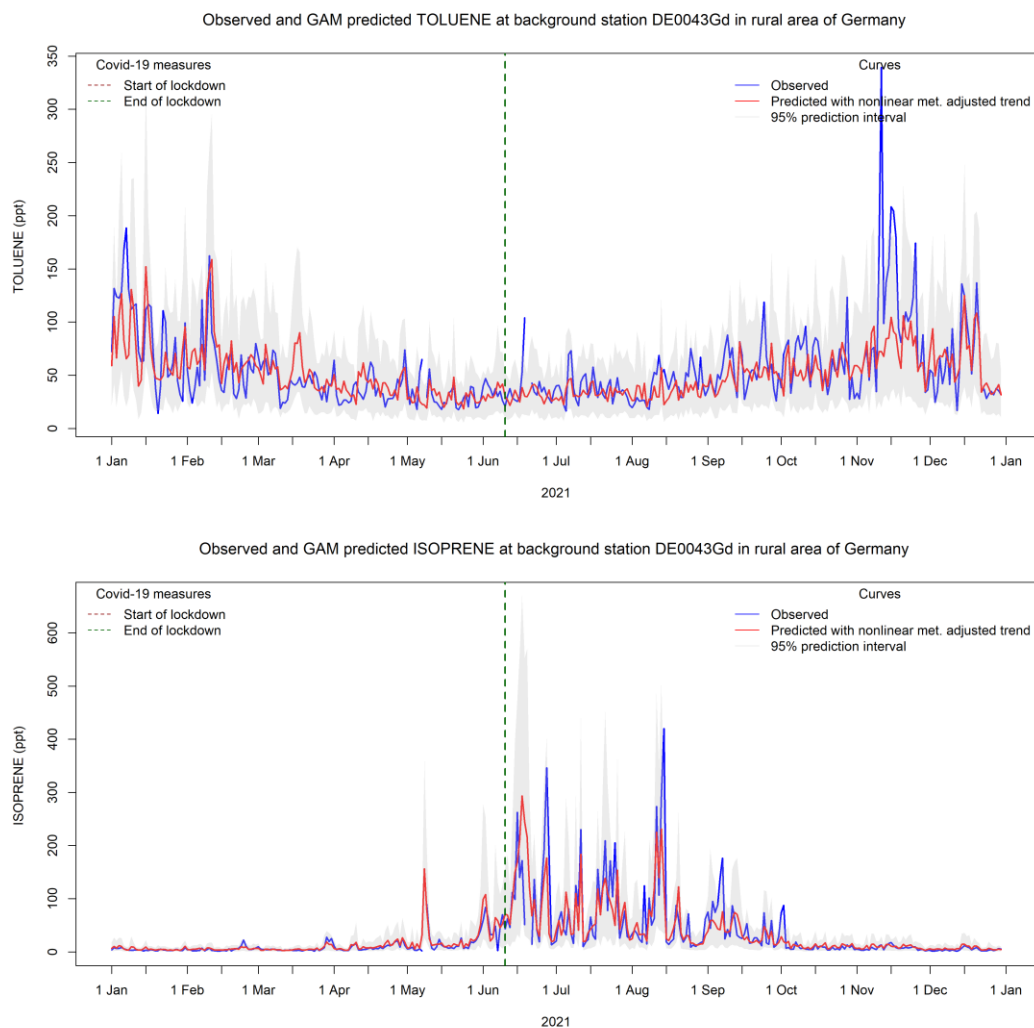 Observed and GAM predicted TOLUENE at background station DE0043Gd in rural area of Germany
Covid-19 measures
Start of lockdown
End of lockdown
Curves
Observed
Predicted with nonlinear met. adjusted trend
95% prediction interval
TOLUENE (ppt)
350
300
250
200
150
100
50
0
1 Jan 1 Feb 1 Mar 1 Apr 1 May 1 Jun 1 Jul 1 Aug 1 Sep 1 Oct 1 Nov 1 Dec 1 Jan
2021
Observed and GAM predicted ISOPRENE at background station DE0043Gd in rural area of Germany
Covid-19 measures
Start of lockdown
End of lockdown
Curves
Observed
Predicted with nonlinear met. adjusted trend
95% prediction interval
ISOPRENE (ppt)
600
500
400
300
200
100
0
1 Jan 1 Feb 1 Mar 1 Apr 1 May 1 Jun 1 Jul 1 Aug 1 Sep 1 Oct 1 Nov 1 Dec 1 Jan
2021